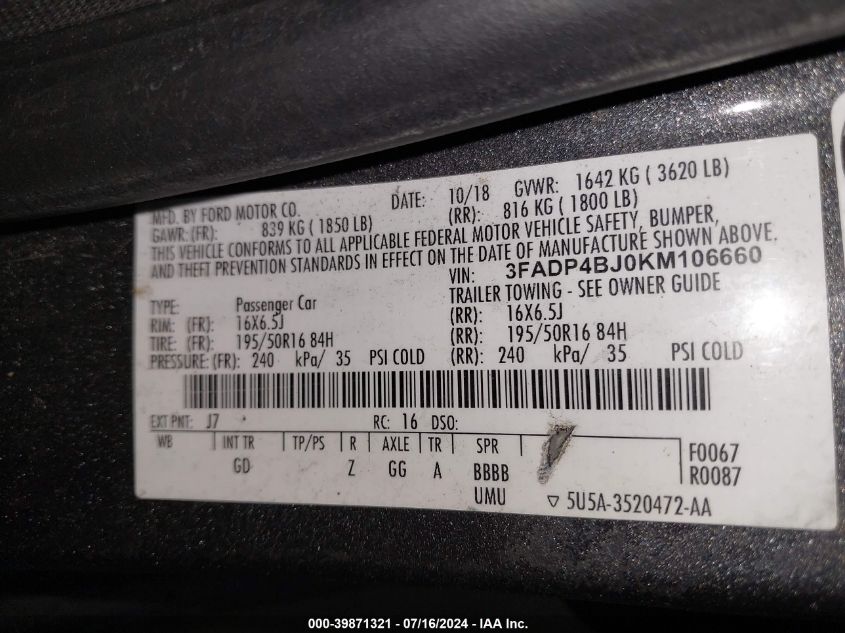 MFD. BY FORD MOTOR CO. DATE: 10/18 GVWR: 1642 KG ( 3620 LB)
GAWR: (FR): 839 KG ( 1850 LB) (RR): 816 KG ( 1800 LB)
THIS VEHICLE CONFORMS TO ALL APPLICABLE FEDERAL MOTOR VEHICLE SAFETY, BUMPER,
AND THEFT PREVENTION STANDARDS IN EFFECT ON THE DATE OF MANUFACTURE SHOWN ABOVE.
VIN: 3FADP4BJ0KM106660
TYPE: Passenger Car TRAILER TOWING - SEE OWNER GUIDE
RIM: (FR): 16X6.5J (RR): 16X6.5J
TIRE: (FR): 195/50R16 84H (RR): 195/50R16 84H
PRESSURE: (FR): 240 kPa/ 35 PSI COLD (RR): 240 kPa/ 35 PSI COLD
EXT PNT: J7 RC: 16 DSO:
WB INT TR TP/PS R AXLE TR SPR F0067
GD Z GG A BBBB R0087
UMU ▽ 5U5A-3520472-AA
000-39871321 / 07/16/2024 - IAA Inc.